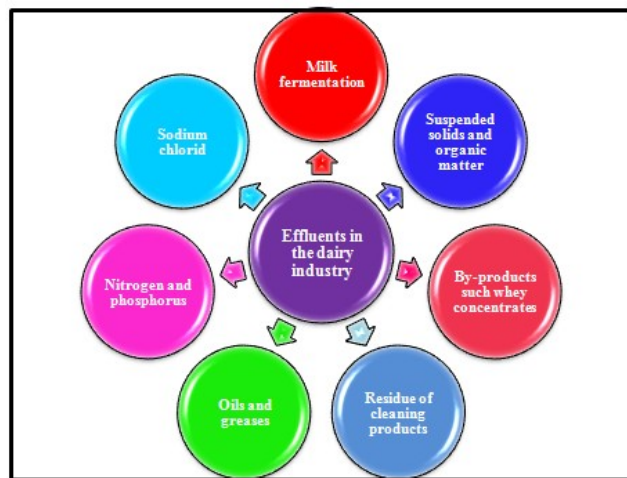 Milk
fermentation
Suspended
solids and
organic
matter
By-products
such whey
concentrates
Residue of
cleaning
products
Oils and
greases
Nitrogen and
phosphorus
Sodium
chlorid
Effluents in
the dairy
industry